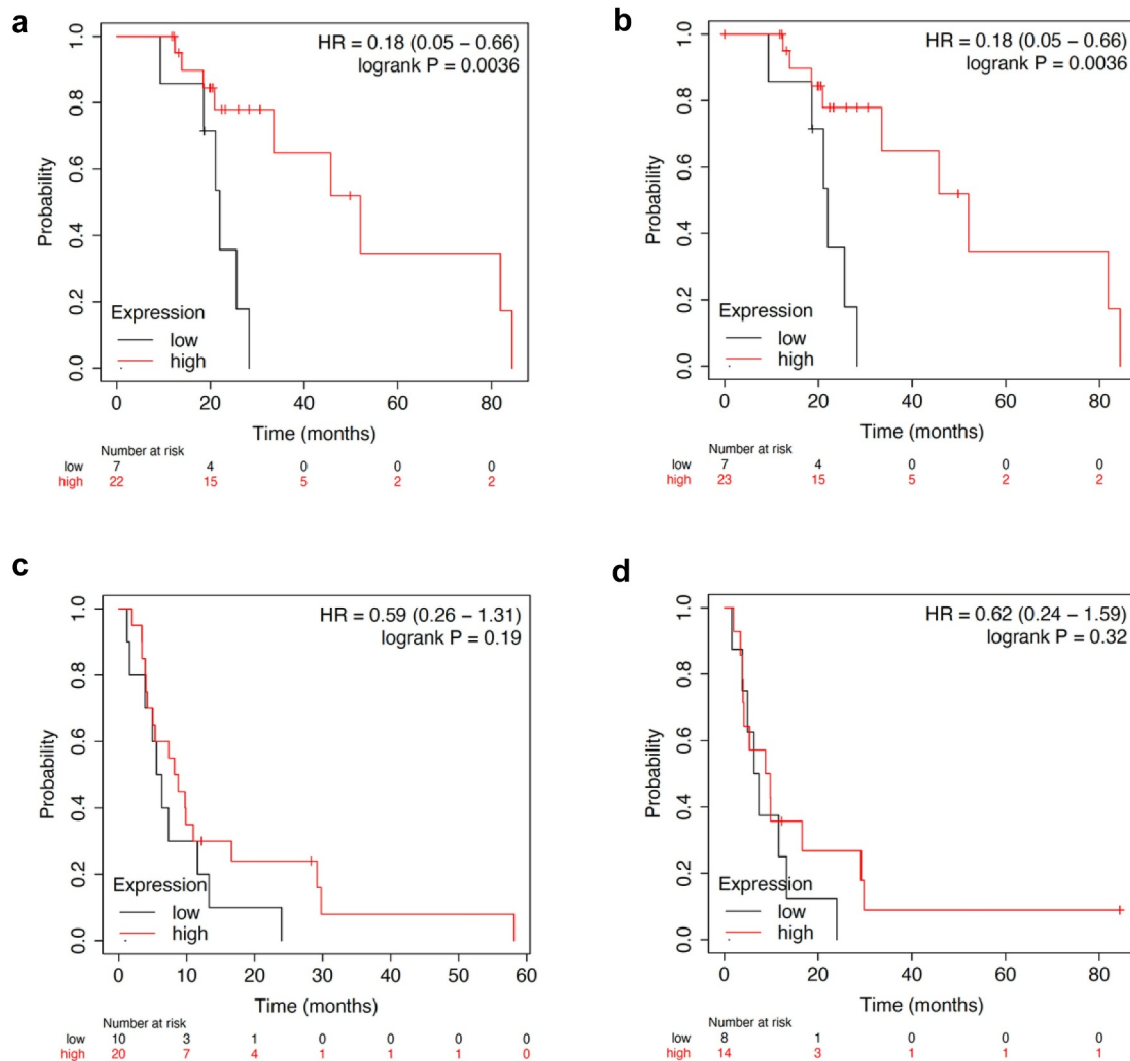 a
HR = 0.18 (0.05 – 0.66)
logrank P = 0.0036
Probability
1.0
0.8
0.6
0.4
0.2
0.0
Expression
low
high
0 20 40 60 80
Time (months)
Number at risk
low 7 4 0 0 0
high 22 15 5 2 2
b
HR = 0.18 (0.05 – 0.66)
logrank P = 0.0036
Probability
1.0
0.8
0.6
0.4
0.2
0.0
Expression
low
high
0 20 40 60 80
Time (months)
Number at risk
low 7 4 0 0 0
high 23 15 5 2 2
c
HR = 0.59 (0.26 – 1.31)
logrank P = 0.19
Probability
1.0
0.8
0.6
0.4
0.2
0.0
Expression
low
high
0 10 20 30 40 50 60
Time (months)
Number at risk
low 10 3 1 0 0 0 0
high 20 7 4 1 1 1 0
d
HR = 0.62 (0.24 – 1.59)
logrank P = 0.32
Probability
1.0
0.8
0.6
0.4
0.2
0.0
Expression
low
high
0 20 40 60 80
Time (months)
Number at risk
low 8 1 0 0 0
high 14 3 1 1 1